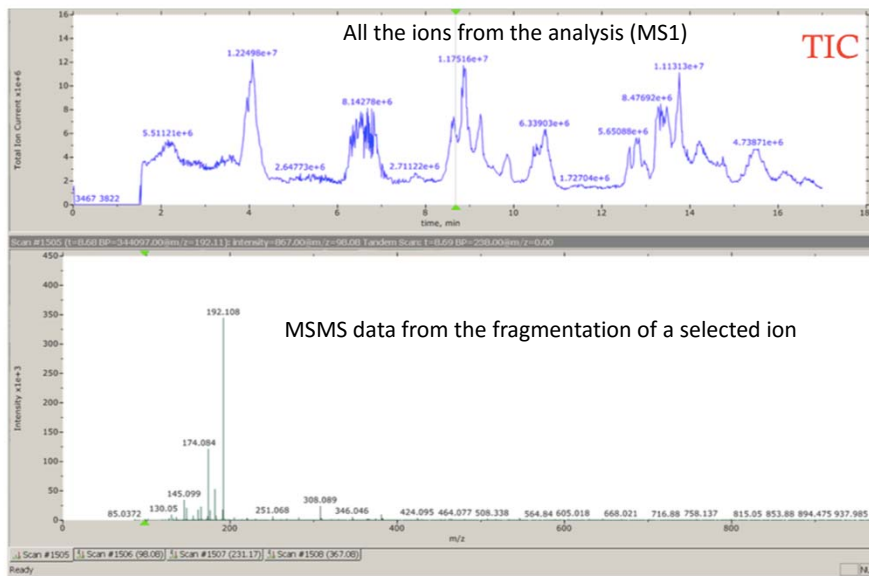 All the ions from the analysis (MS1)
TIC
16
14
12
10
8
6
4
2
0
Total Ion Current x1e+6
3467 3822
5.51121e+6
1.22498e+7
2.64773e+6
8.14278e+6
2.71122e+6
1.17516e+7
6.33903e+6
1.72704e+6
5.65088e+6
8.47692e+6
1.11313e+7
4.73871e+6
2
4
6
8
10
12
14
16
18
time, min
Scan #1505 (t=8.68 BP=344097.00@m/z=192.11): intensity=867.00@m/z=98.08 Tandem Scan: t=8.69 BP=238.00@m/z=0.00
MSMS data from the fragmentation of a selected ion
450
400
350
300
250
200
150
100
50
0
Intensity x1e+3
192.108
174.084
145.099
130.05
85.0372
251.068
308.089
346.046
424.095
464.077
508.338
564.84
605.018
668.021
716.88
758.137
815.05
853.88
894.475
937.985
0
200
400
600
800
m/z
Scan #1505
Scan #1506 (98.08)
Scan #1507 (231.17)
Scan #1508 (367.08)
Ready